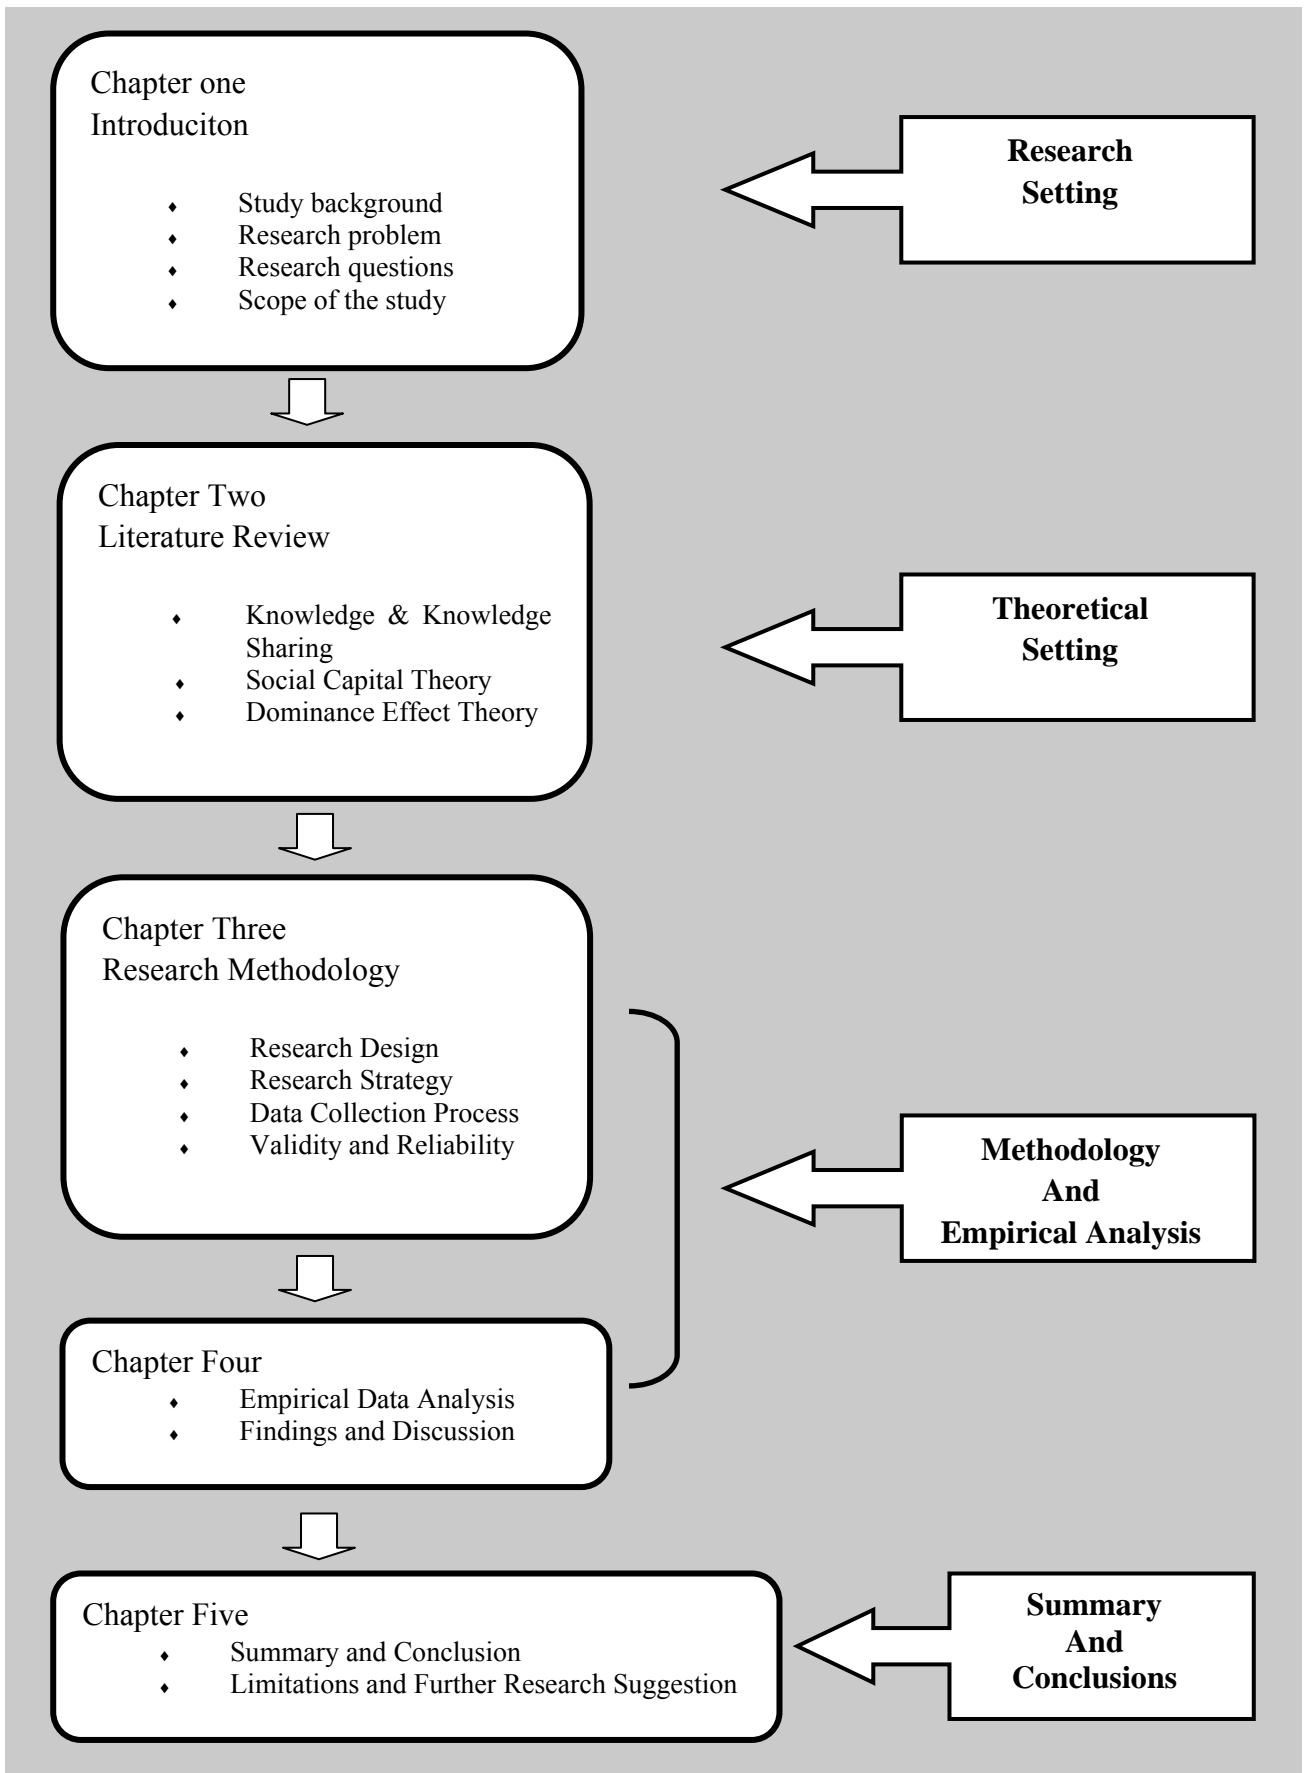 Chapter one
Introduciton
♦ Study background
♦ Research problem
♦ Research questions
♦ Scope of the study
Research
Setting
Chapter Two
Literature Review
♦ Knowledge & Knowledge
Sharing
♦ Social Capital Theory
♦ Dominance Effect Theory
Theoretical
Setting
Chapter Three
Research Methodology
♦ Research Design
♦ Research Strategy
♦ Data Collection Process
♦ Validity and Reliability
Methodology
And
Empirical Analysis
Chapter Four
♦ Empirical Data Analysis
♦ Findings and Discussion
Chapter Five
♦ Summary and Conclusion
♦ Limitations and Further Research Suggestion
Summary
And
Conclusions